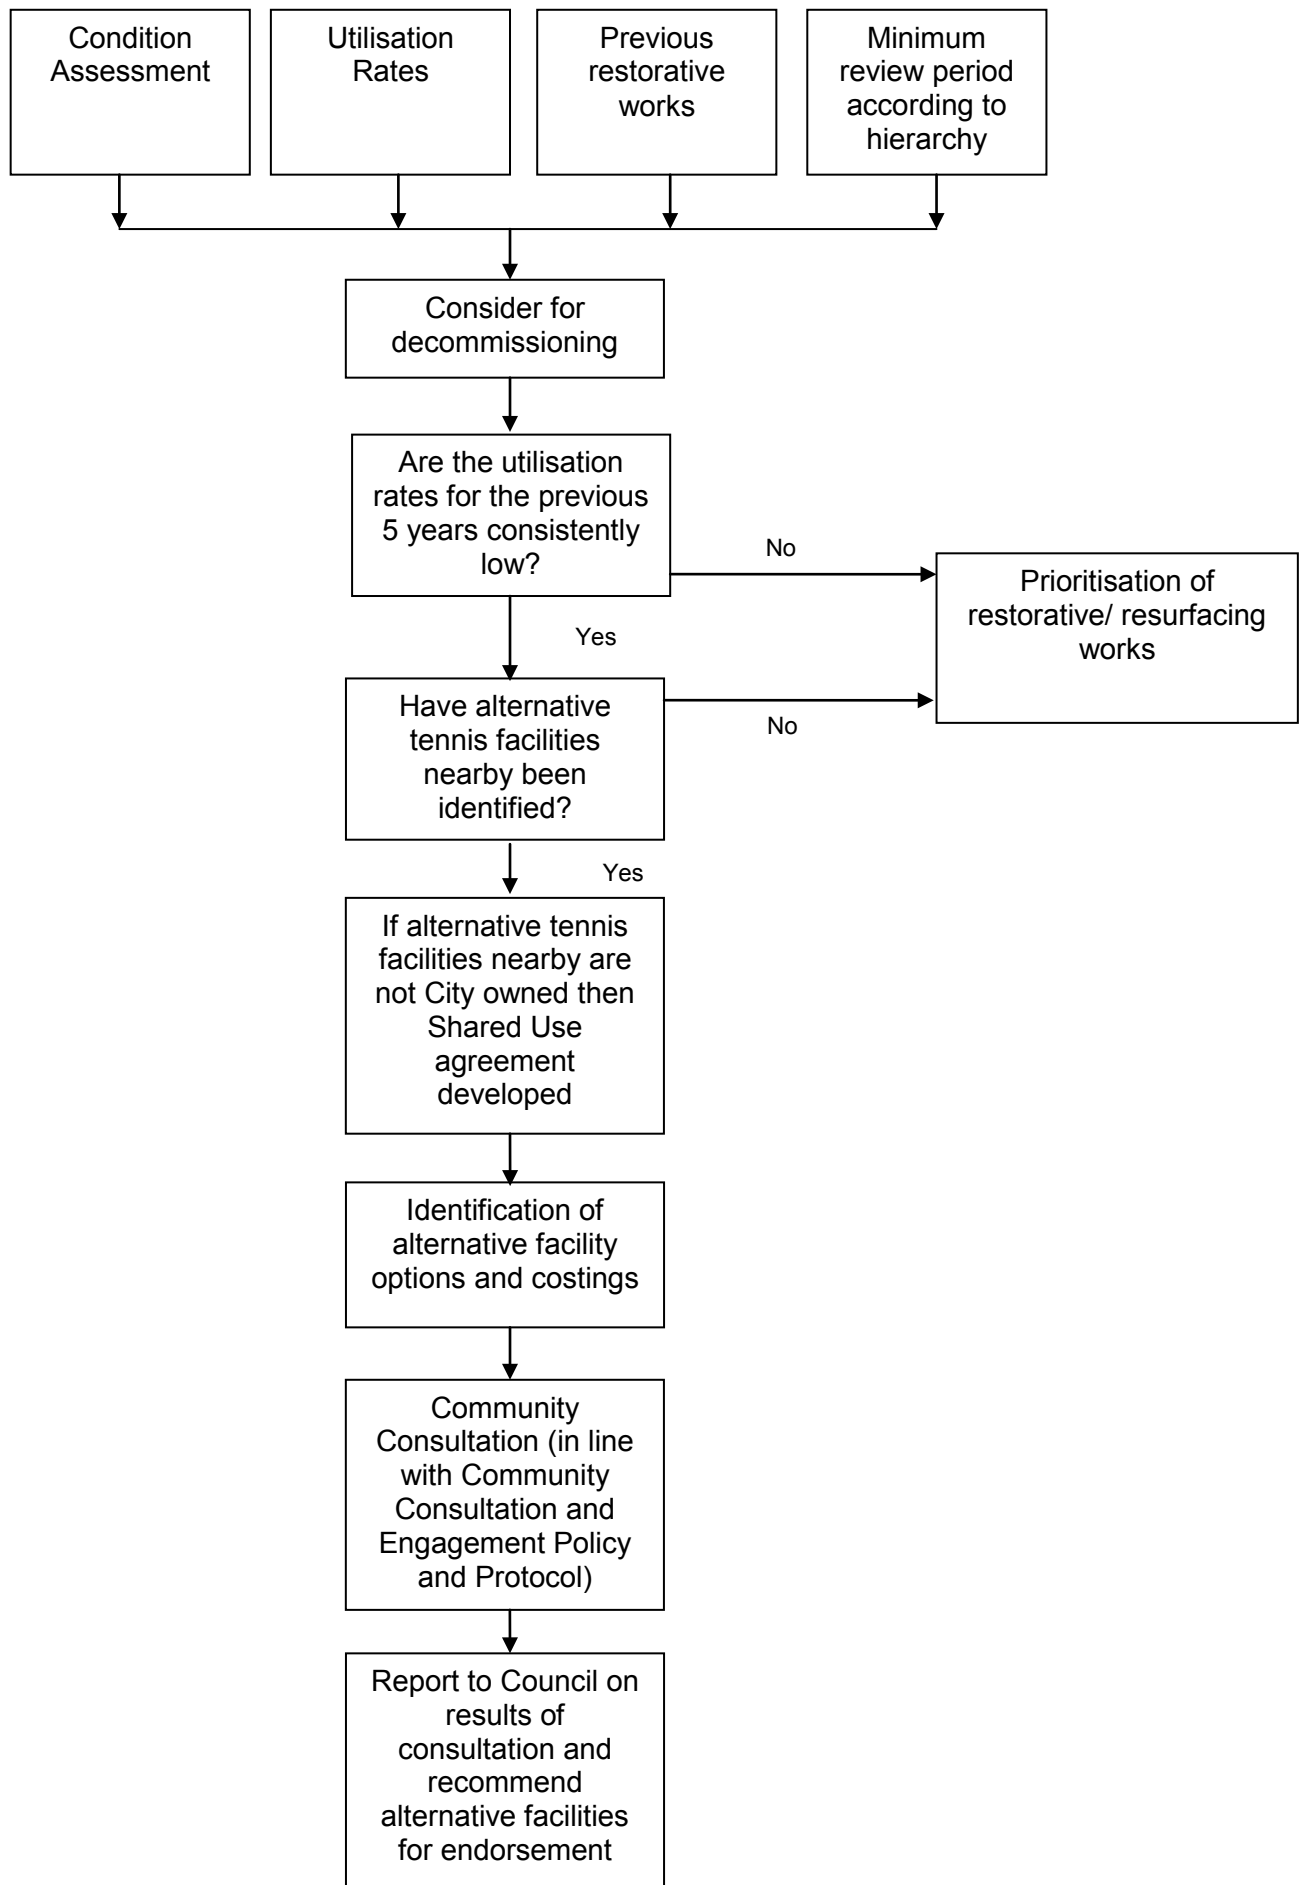 Condition
Assessment
Utilisation
Rates
Previous
restorative
works
Minimum
review period
according to
hierarchy
Consider for
decommissioning
Are the utilisation
rates for the previous
5 years consistently
low?
No
Prioritisation of
restorative/ resurfacing
works
Yes
Have alternative
tennis facilities
nearby been
identified?
No
Yes
If alternative tennis
facilities nearby are
not City owned then
Shared Use
agreement
developed
Identification of
alternative facility
options and costings
Community
Consultation (in line
with Community
Consultation and
Engagement Policy
and Protocol)
Report to Council on
results of
consultation and
recommend
alternative facilities
for endorsement